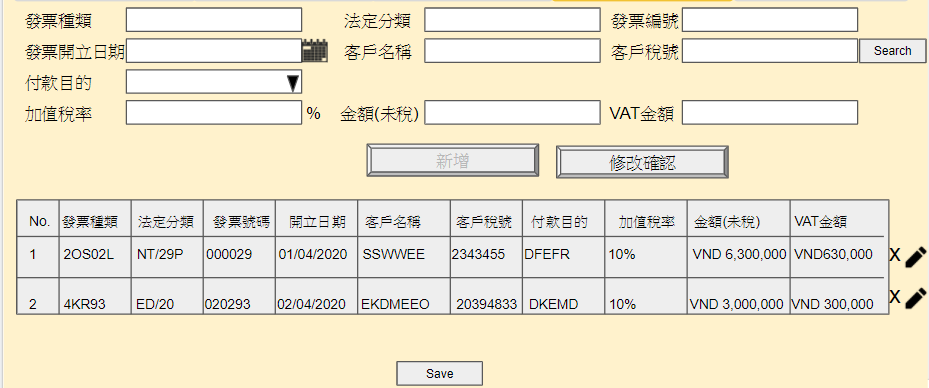 發票種類 法定分類 發票編號
發票開立日期 客戶名稱 客戶稅號 Search
付款目的
加值稅率 % 金額(未稅) VAT金額
新增 修改確認
No. 發票種類 法定分類 發票號碼 開立日期 客戶名稱 客戶稅號 付款目的 加值稅率 金額(未稅) VAT金額
1 2OS02L NT/29P 000029 01/04/2020 SSWWEE 2343455 DFEFR 10% VND 6,300,000 VND630,000 X
2 4KR93 ED/20 020293 02/04/2020 EKDMEEO 20394833 DKEMD 10% VND 3,000,000 VND 300,000 X
Save